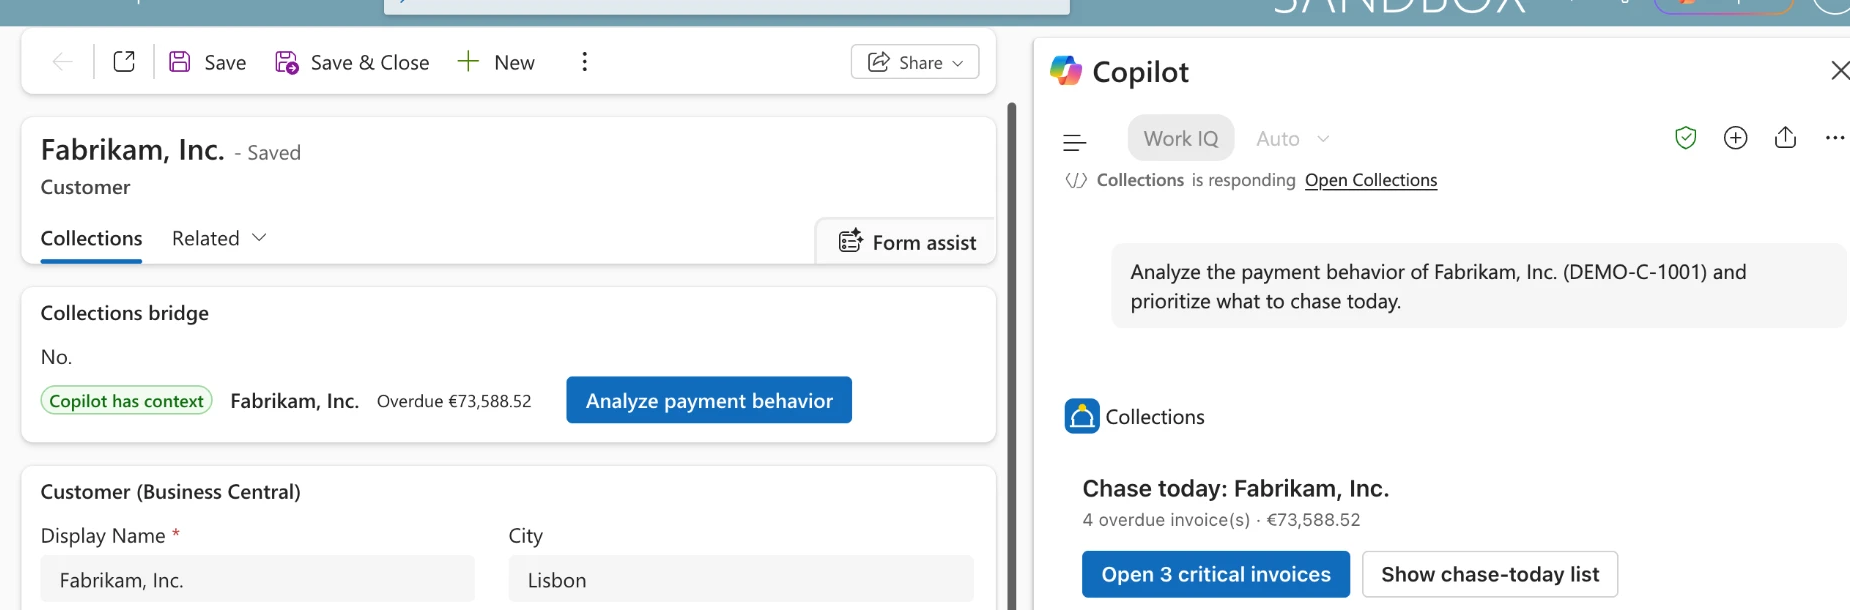 SANDBOX
Save
Save & Close
New
Share
Fabrikam, Inc. - Saved
Customer
Collections
Related
Form assist
Collections bridge
No.
Copilot has context
Fabrikam, Inc.
Overdue €73,588.52
Analyze payment behavior
Customer (Business Central)
Display Name *
City
Fabrikam, Inc.
Lisbon
Copilot
Work IQ
Auto
Collections is responding Open Collections
Analyze the payment behavior of Fabrikam, Inc. (DEMO-C-1001) and
prioritize what to chase today.
Collections
Chase today: Fabrikam, Inc.
4 overdue invoice(s) · €73,588.52
Open 3 critical invoices
Show chase-today list